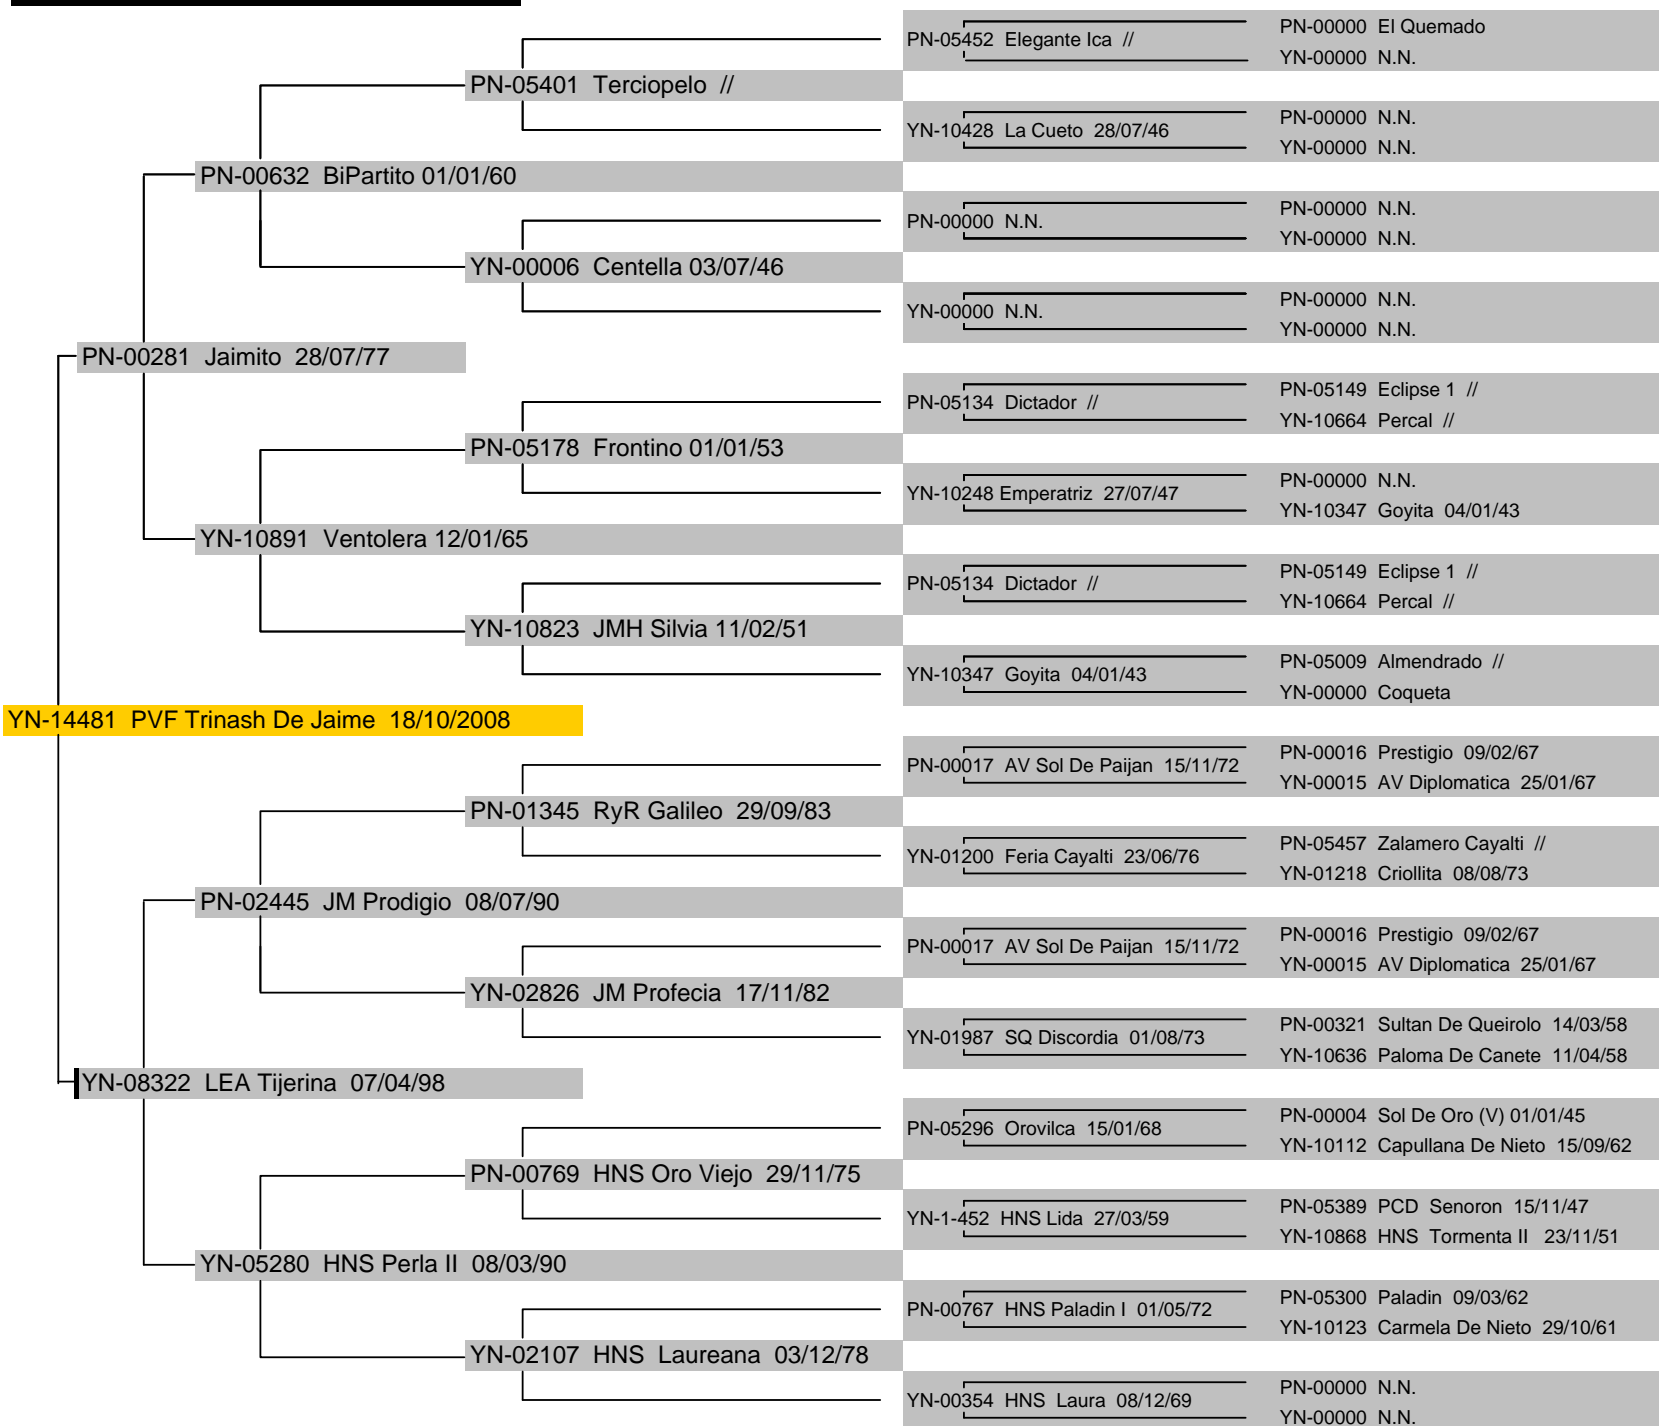 PN-05452 Elegante Ica //
PN-00000 El Quemado
YN-00000 N.N.
PN-05401 Terciopelo //
YN-10428 La Cueto 28/07/46
PN-00000 N.N.
YN-00000 N.N.
PN-00632 BiPartito 01/01/60
PN-00000 N.N.
PN-00000 N.N.
YN-00000 N.N.
YN-00006 Centella 03/07/46
YN-00000 N.N.
PN-00000 N.N.
YN-00000 N.N.
PN-00281 Jaimito 28/07/77
PN-05134 Dictador //
PN-05149 Eclipse 1 //
YN-10664 Percal //
PN-05178 Frontino 01/01/53
YN-10248 Emperatriz 27/07/47
PN-00000 N.N.
YN-10347 Goyita 04/01/43
YN-10891 Ventolera 12/01/65
PN-05134 Dictador //
PN-05149 Eclipse 1 //
YN-10664 Percal //
YN-10823 JMH Silvia 11/02/51
YN-10347 Goyita 04/01/43
PN-05009 Almendrado //
YN-00000 Coqueta
YN-14481 PVF Trinash De Jaime 18/10/2008
PN-00017 AV Sol De Paijan 15/11/72
PN-00016 Prestigio 09/02/67
YN-00015 AV Diplomatica 25/01/67
PN-01345 RyR Galileo 29/09/83
YN-01200 Feria Cayalti 23/06/76
PN-05457 Zalamero Cayalti //
YN-01218 Criollita 08/08/73
PN-02445 JM Prodigio 08/07/90
PN-00017 AV Sol De Paijan 15/11/72
PN-00016 Prestigio 09/02/67
YN-00015 AV Diplomatica 25/01/67
YN-02826 JM Profecia 17/11/82
YN-01987 SQ Discordia 01/08/73
PN-00321 Sultan De Queirolo 14/03/58
YN-10636 Paloma De Canete 11/04/58
YN-08322 LEA Tijerina 07/04/98
PN-05296 Orovilca 15/01/68
PN-00004 Sol De Oro (V) 01/01/45
YN-10112 Capullana De Nieto 15/09/62
PN-00769 HNS Oro Viejo 29/11/75
YN-1-452 HNS Lida 27/03/59
PN-05389 PCD Senoron 15/11/47
YN-10868 HNS Tormenta II 23/11/51
YN-05280 HNS Perla II 08/03/90
PN-00767 HNS Paladin I 01/05/72
PN-05300 Paladin 09/03/62
YN-10123 Carmela De Nieto 29/10/61
YN-02107 HNS Laureana 03/12/78
YN-00354 HNS Laura 08/12/69
PN-00000 N.N.
YN-00000 N.N.